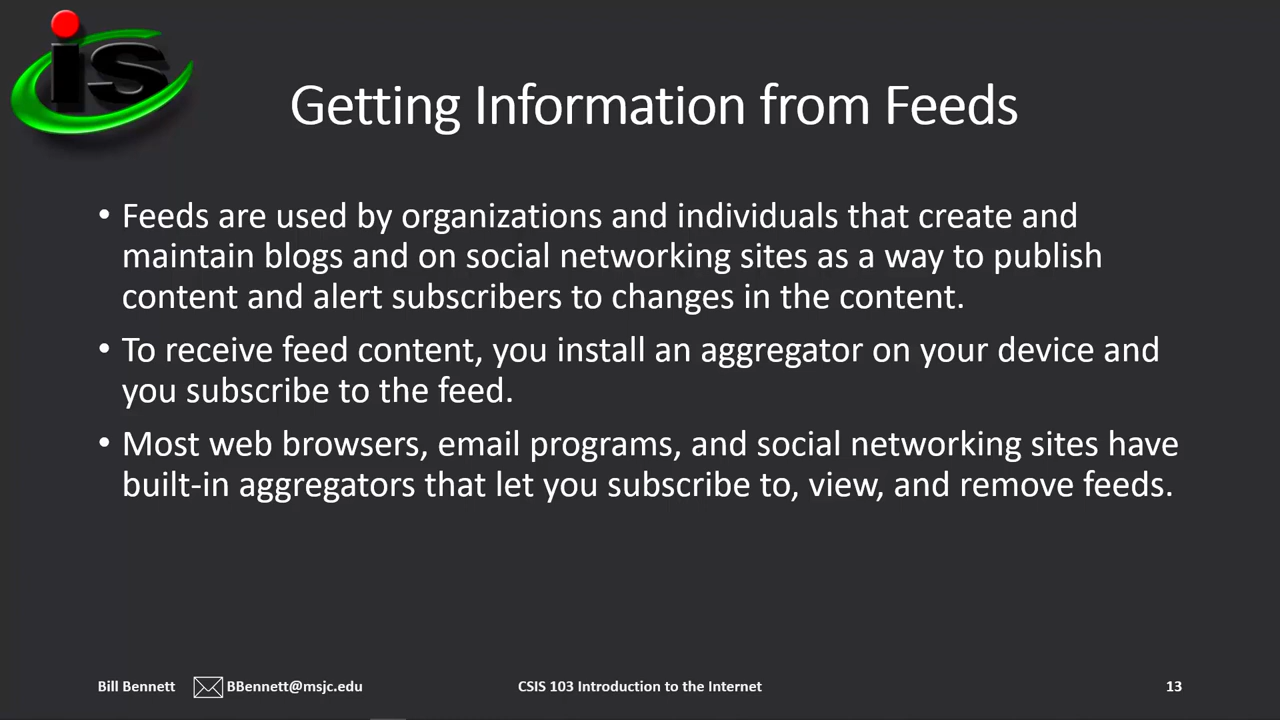 is
Getting Information from Feeds
• Feeds are used by organizations and individuals that create and
maintain blogs and on social networking sites as a way to publish
content and alert subscribers to changes in the content.
• To receive feed content, you install an aggregator on your device and
you subscribe to the feed.
• Most web browsers, email programs, and social networking sites have
built-in aggregators that let you subscribe to, view, and remove feeds.
Bill Bennett BBennett@msjc.edu CSIS 103 Introduction to the Internet 13